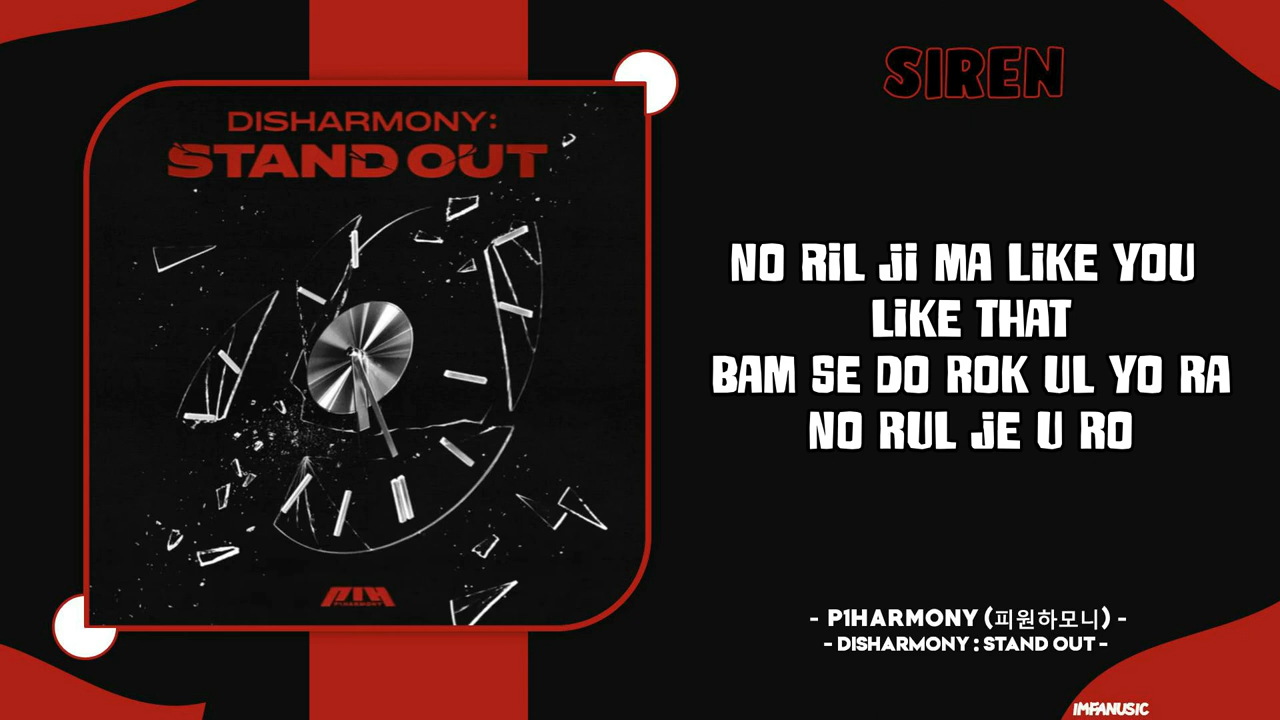 DISHARMONY:
STAND OUT
P1H
P1HARMONY
SIREN
NO RiL Ji MA LiKE YOU
LiKE THAT
BAM SE DO ROK UL YO RA
NO RUL JE U RO
- P1HARMONY (피원하모니) -
- DISHARMONY : STAND OUT -
IMFANUSIC